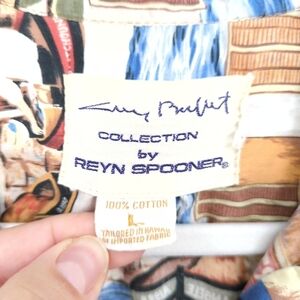 Guy Buffet
COLLECTION
by
REYN SPOONER®
100% COTTON
L
TAILORED IN HAWAII
OF IMPORTED FABRIC